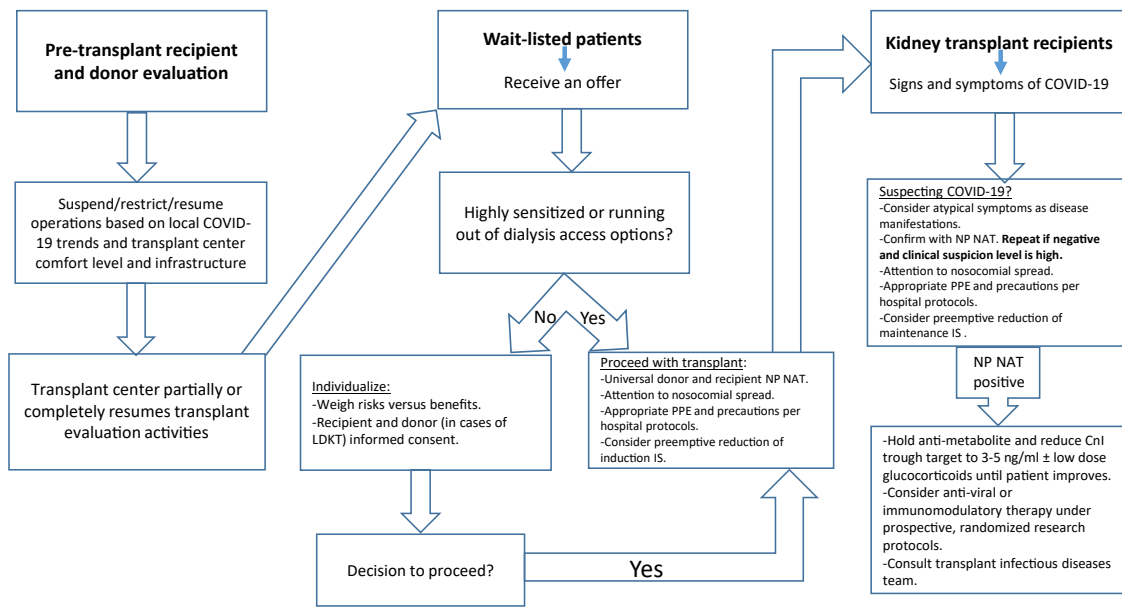 Pre-transplant recipient
and donor evaluation
Suspend/restrict/resume
operations based on local COVID-
19 trends and transplant center
comfort level and infrastructure
Transplant center partially or
completely resumes transplant
evaluation activities
Wait-listed patients
Receive an offer
Highly sensitized or running
out of dialysis access options?
No
Yes
Individualize:
-Weigh risks versus benefits.
-Recipient and donor (in cases of
LDKT) informed consent.
Proceed with transplant:
-Universal donor and recipient NP NAT.
-Attention to nosocomial spread.
-Appropriate PPE and precautions per
hospital protocols.
-Consider preemptive reduction of
induction IS.
Decision to proceed?
Yes
Kidney transplant recipients
Signs and symptoms of COVID-19
Suspecting COVID-19?
-Consider atypical symptoms as disease
manifestations.
-Confirm with NP NAT. Repeat if negative
and clinical suspicion level is high.
-Attention to nosocomial spread.
-Appropriate PPE and precautions per
hospital protocols.
-Consider preemptive reduction of
maintenance IS .
NP NAT
positive
-Hold anti-metabolite and reduce CnI
trough target to 3-5 ng/ml ± low dose
glucocorticoids until patient improves.
-Consider anti-viral or
immunomodulatory therapy under
prospective, randomized research
protocols.
-Consult transplant infectious diseases
team.